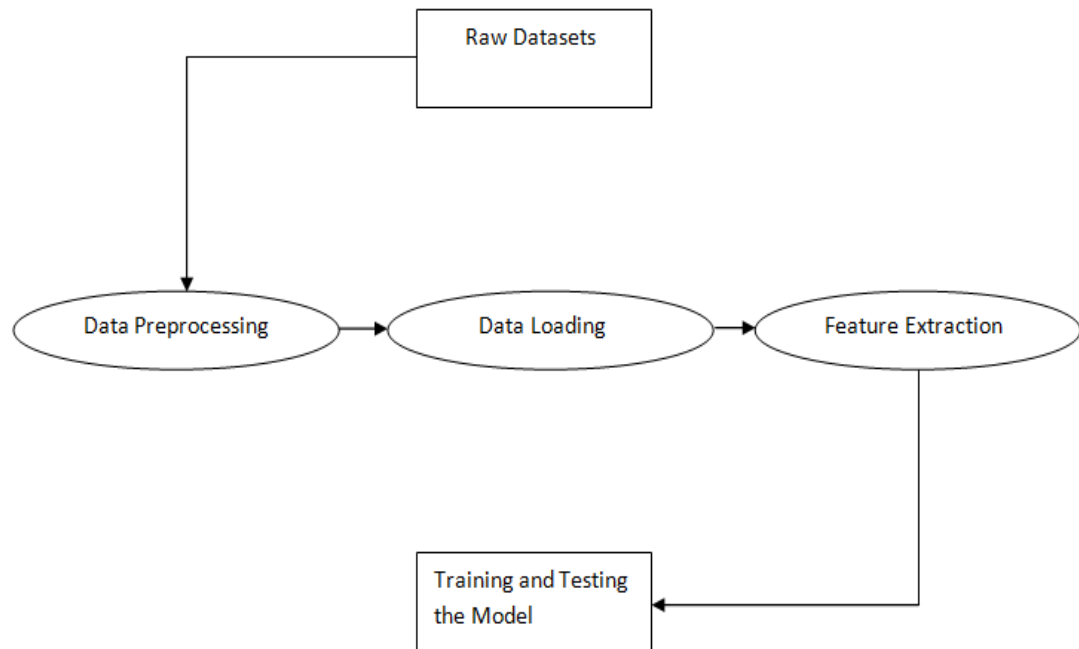 Raw Datasets
Data Preprocessing
Data Loading
Feature Extraction
Training and Testing
the Model